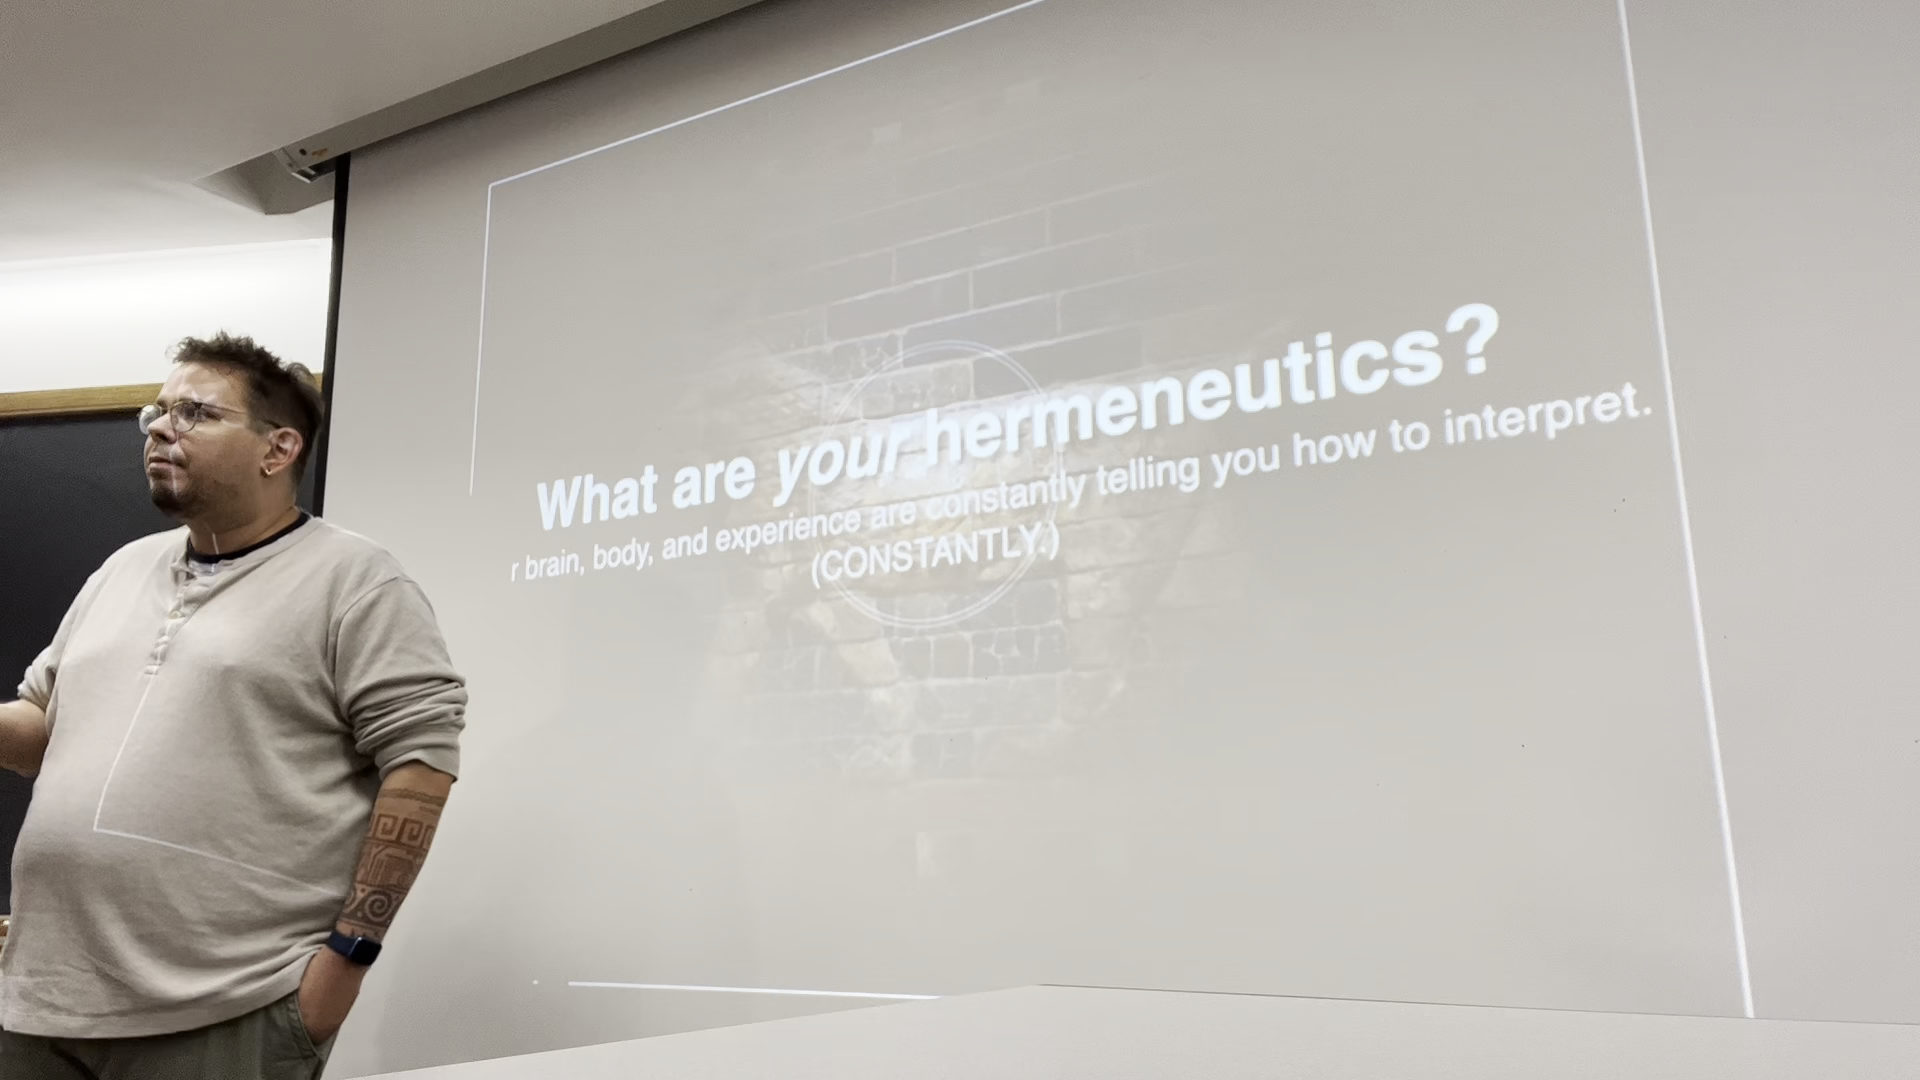 What are your hermeneutics?
r brain, body, and experience are constantly telling you how to interpret.
(CONSTANTLY.)